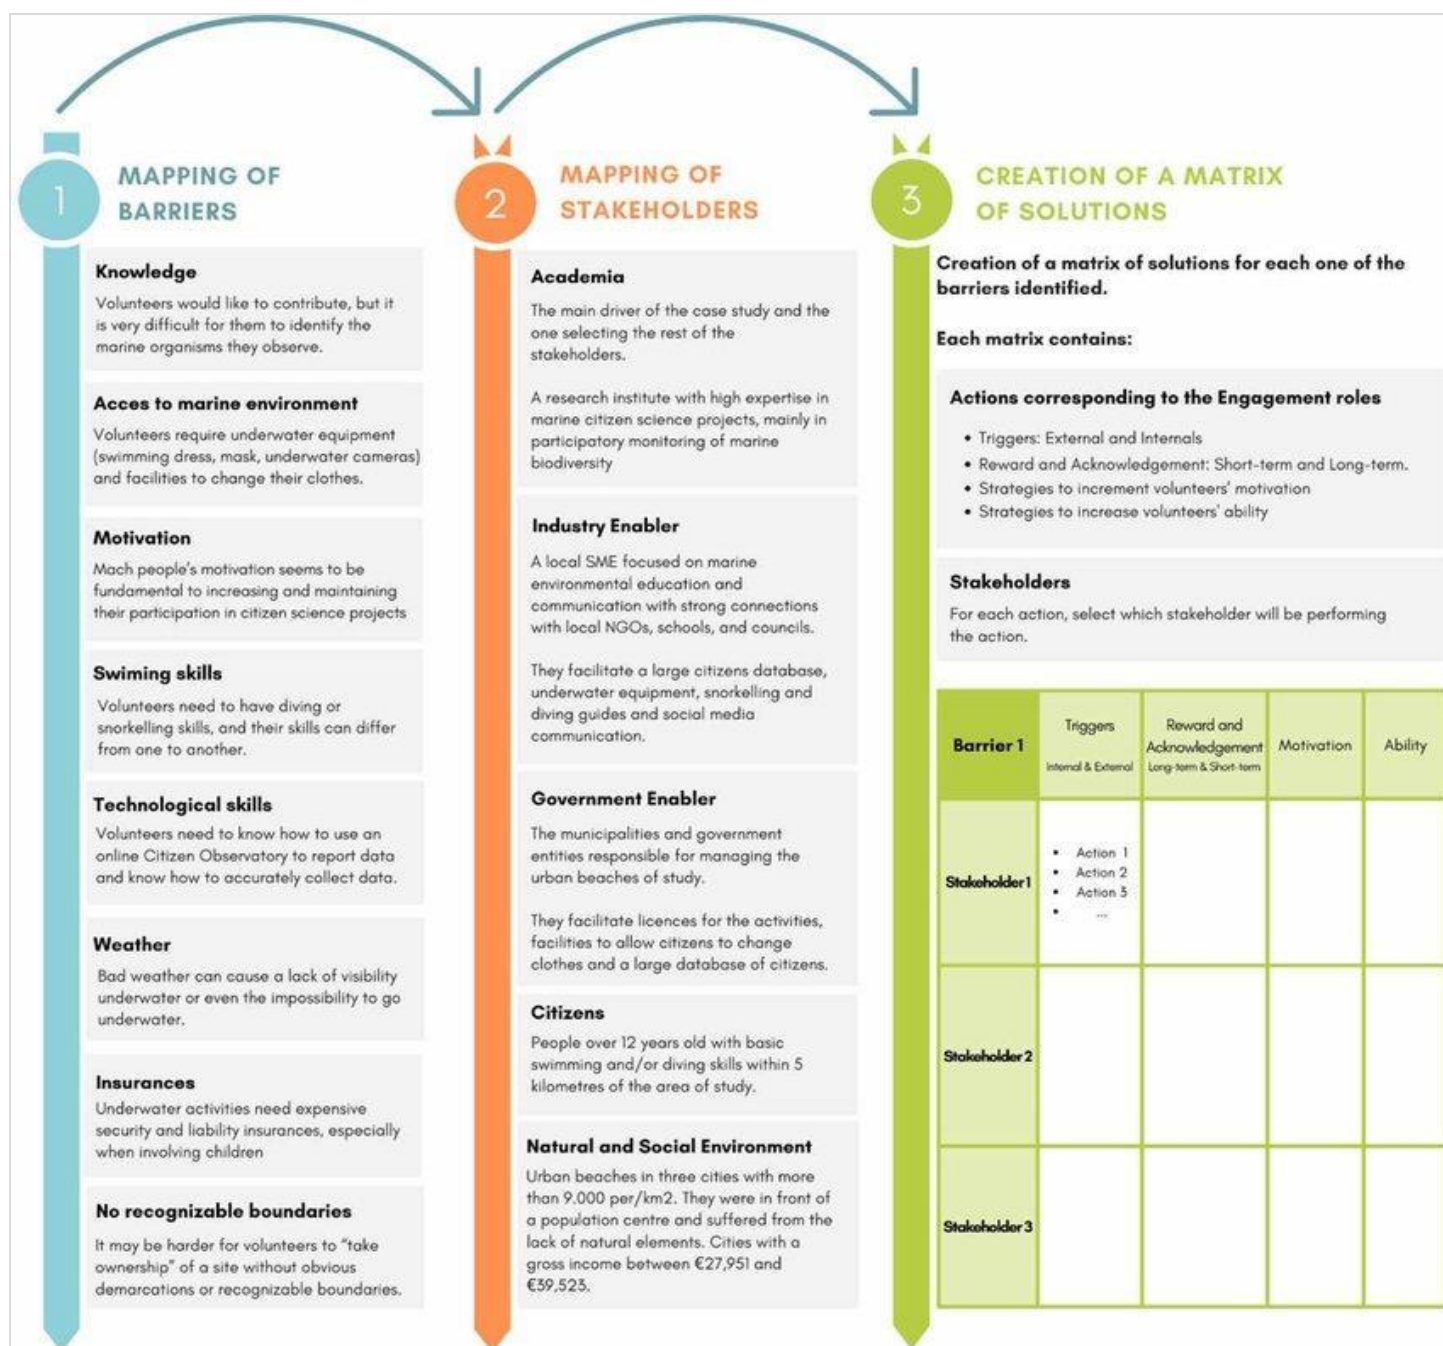 1
MAPPING OF
BARRIERS
Knowledge
Volunteers would like to contribute, but it
is very difficult for them to identify the
marine organisms they observe.
Acces to marine environment
Volunteers require underwater equipment
(swimming dress, mask, underwater cameras)
and facilities to change their clothes.
Motivation
Mach people's motivation seems to be
fundamental to increasing and maintaining
their participation in citizen science projects
Swiming skills
Volunteers need to have diving or
snorkelling skills, and their skills can differ
from one to another.
Technological skills
Volunteers need to know how to use an
online Citizen Observatory to report data
and know how to accurately collect data.
Weather
Bad weather can cause a lack of visibility
underwater or even the impossibility to go
underwater.
Insurances
Underwater activities need expensive
security and liability insurances, especially
when involving children
No recognizable boundaries
It may be harder for volunteers to "take
ownership" of a site without obvious
demarcations or recognizable boundaries.
2
MAPPING OF
STAKEHOLDERS
Academia
The main driver of the case study and the
one selecting the rest of the
stakeholders.
A research institute with high expertise in
marine citizen science projects, mainly in
participatory monitoring of marine
biodiversity
Industry Enabler
A local SME focused on marine
environmental education and
communication with strong connections
with local NGOs, schools, and councils.
They facilitate a large citizens database,
underwater equipment, snorkelling and
diving guides and social media
communication.
Government Enabler
The municipalities and government
entities responsible for managing the
urban beaches of study.
They facilitate licences for the activities,
facilities to allow citizens to change
clothes and a large database of citizens.
Citizens
People over 12 years old with basic
swimming and/or diving skills within 5
kilometres of the area of study.
Natural and Social Environment
Urban beaches in three cities with more
than 9.000 per/km2. They were in front of
a population centre and suffered from the
lack of natural elements. Cities with a
gross income between €27,951 and
€39,523.
3
CREATION OF A MATRIX
OF SOLUTIONS
Creation of a matrix of solutions for each one of the
barriers identified.
Each matrix contains:
Actions corresponding to the Engagement roles
• Triggers: External and Internals
• Reward and Acknowledgement: Short-term and Long-term.
• Strategies to increment volunteers' motivation
• Strategies to increase volunteers' ability
Stakeholders
For each action, select which stakeholder will be performing
the action.
Barrier 1
Triggers
Internal & External
Reward and
Acknowledgement
Long-term & Short-term
Motivation
Ability
Stakeholder 1
• Action 1
• Action 2
• Action 3
• ...
Stakeholder 2
Stakeholder 3